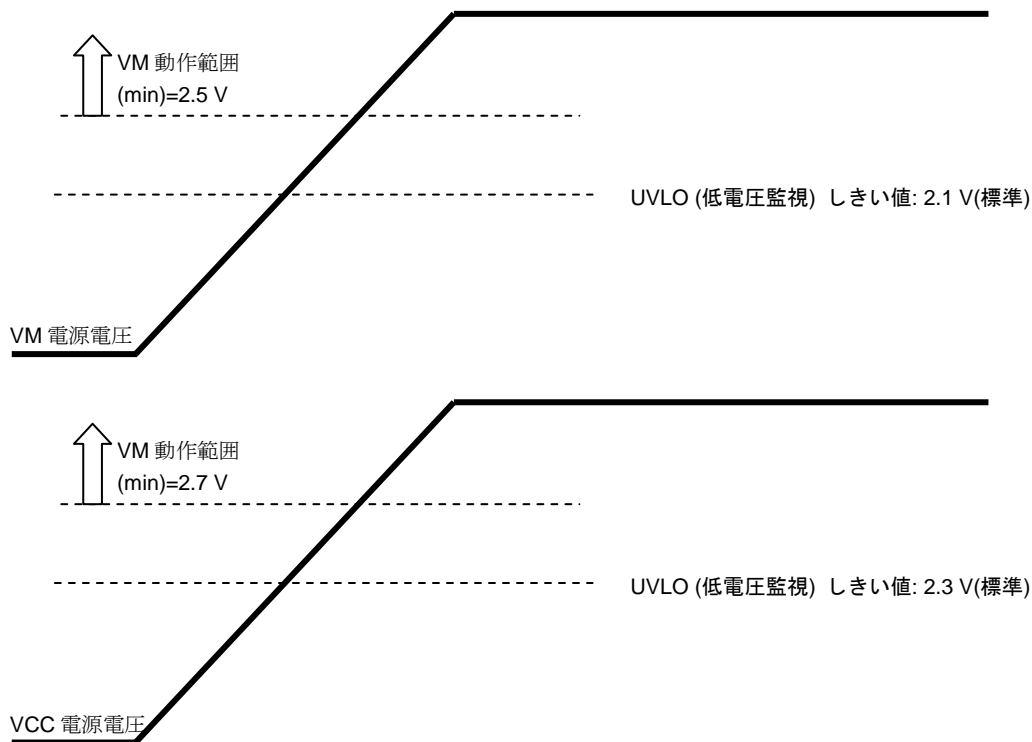 VM 動作範囲
(min)=2.5 V
UVLO (低電圧監視) しきい値: 2.1 V(標準)
VM 電源電圧
VM 動作範囲
(min)=2.7 V
UVLO (低電圧監視) しきい値: 2.3 V(標準)
VCC 電源電圧